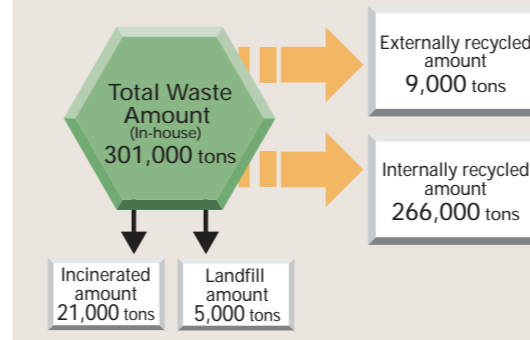 Total Waste
Amount
(In-house)
301,000 tons
Externally recycled
amount
9,000 tons
Internally recycled
amount
266,000 tons
Incinerated
amount
21,000 tons
Landfill
amount
5,000 tons